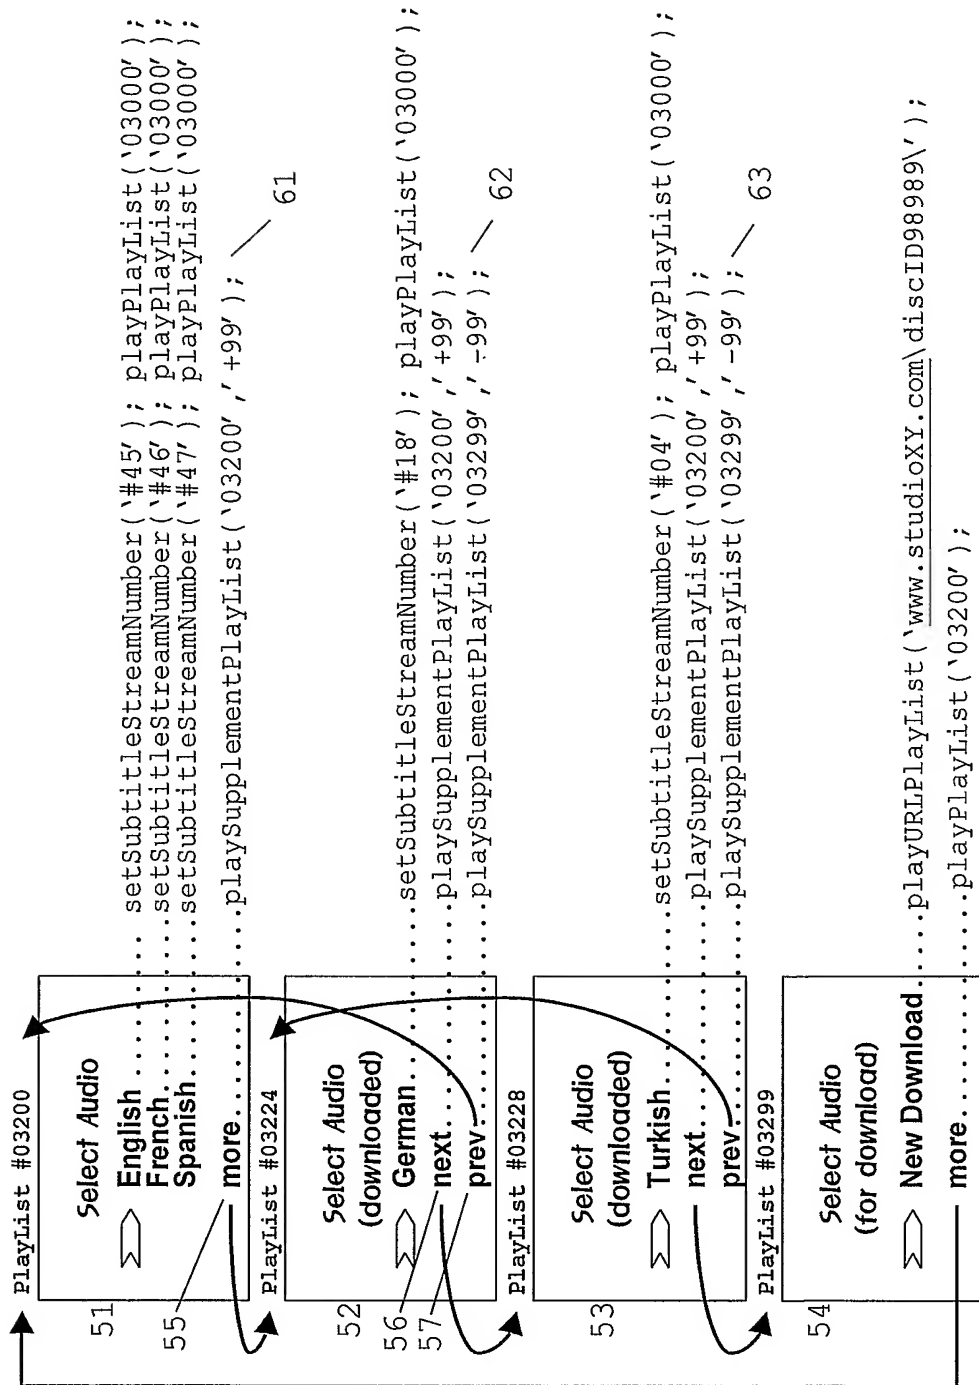 PlayList #03200
51
Select Audio
English ........ setSubtitleStreamNumber('#45'); playPlayList('03000');
French........ setSubtitleStreamNumber('#46'); playPlayList('03000');
Spanish........ setSubtitleStreamNumber('#47'); playPlayList('03000');
55
more........ playSupplementPlayList('03200','+99');
61
PlayList #03224
52
Select Audio
(downloaded)
German........ setSubtitleStreamNumber('#18'); playPlayList('03000');
56
next........ playSupplementPlayList('03200','+99');
57
prev........ playSupplementPlayList('03299','-99');
62
PlayList #03228
53
Select Audio
(downloaded)
Turkish........ setSubtitleStreamNumber('#04'); playPlayList('03000');
next........ playSupplementPlayList('03200','+99');
prev........ playSupplementPlayList('03299','-99');
63
PlayList #03299
54
Select Audio
(for download)
New Download..... playURLPlayList('www.studioXY.com\discID98989\');
more........ playPlayList('03200');